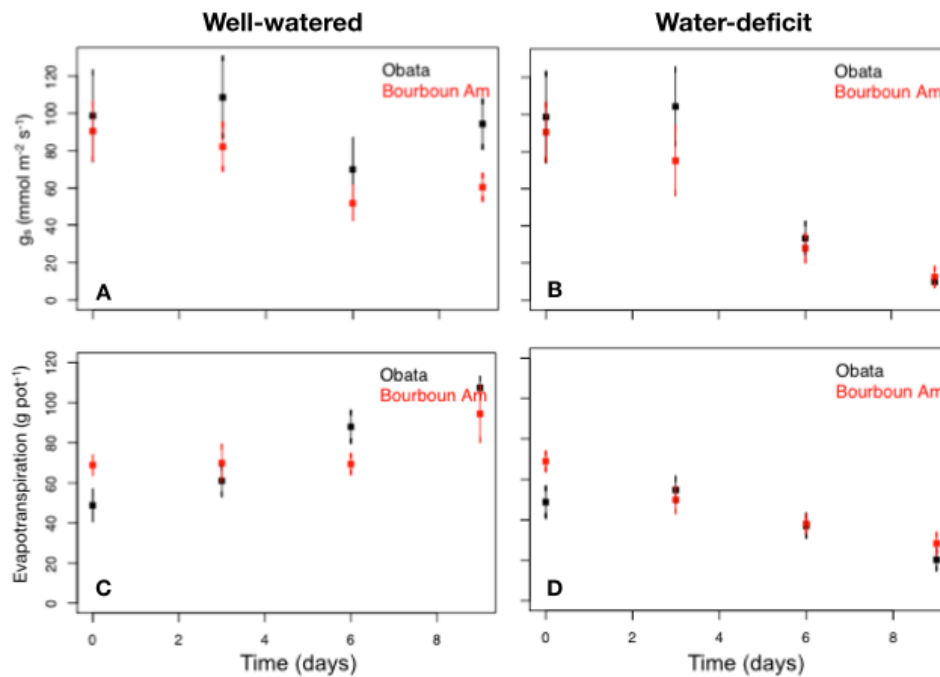 Well-watered
Water-deficit
gs (mmol m-2 s-1)
0
20
40
60
80
100
120
Obata
Bourboun Am
A
Obata
Bourboun Am
B
Evapotranspiration (g pot-1)
0
20
40
60
80
100
120
Obata
Bourboun Am
C
Obata
Bourboun Am
D
0 2 4 6 8
Time (days)
0 2 4 6 8
Time (days)